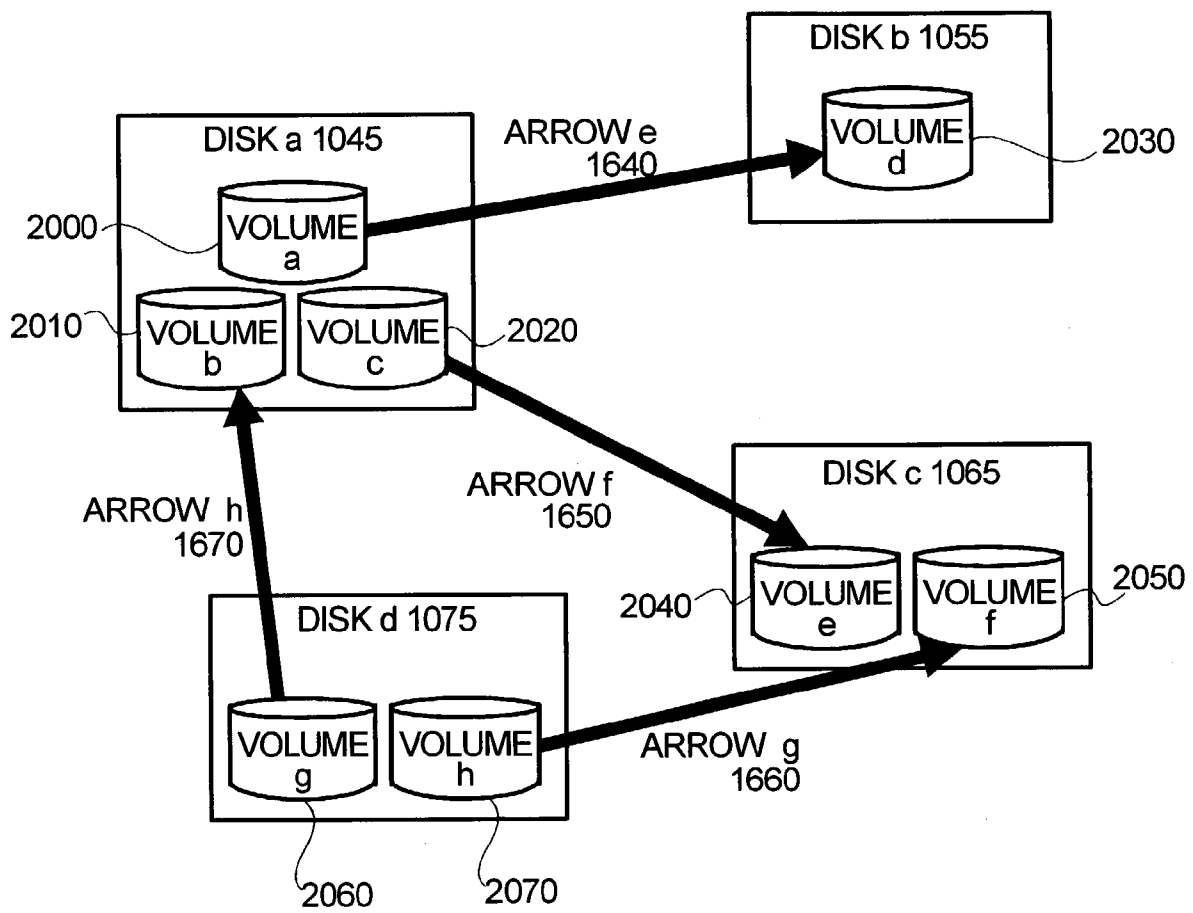 DISK b 1055
VOLUME
d
2030
ARROW e
1640
DISK a 1045
VOLUME
a
2000
2010
VOLUME
b
VOLUME
c
2020
ARROW f
1650
DISK c 1065
ARROW h
1670
2040
VOLUME
e
VOLUME
f
2050
DISK d 1075
VOLUME
g
VOLUME
h
ARROW g
1660
2060
2070